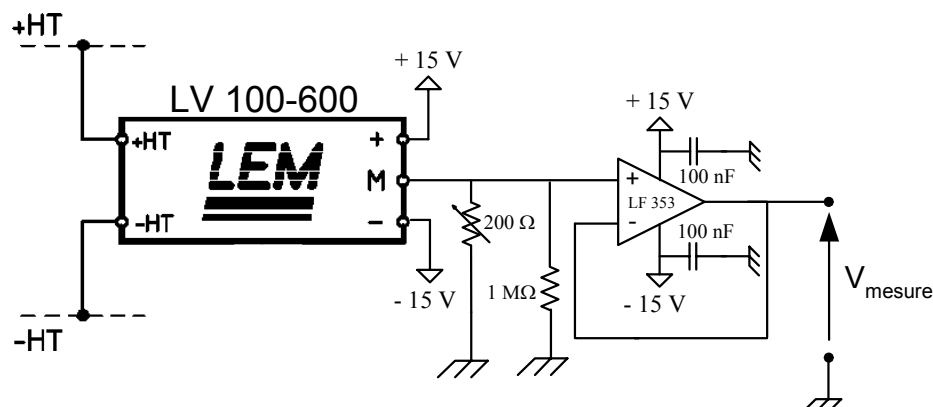 +HT
+ 15 V
LV 100-600
+ 15 V
+HT
LEM
+
M
-
-HT
100 nF
+
LF 353
-
200 Ω
100 nF
1 MΩ
- 15 V
- 15 V
Vmesure
-HT